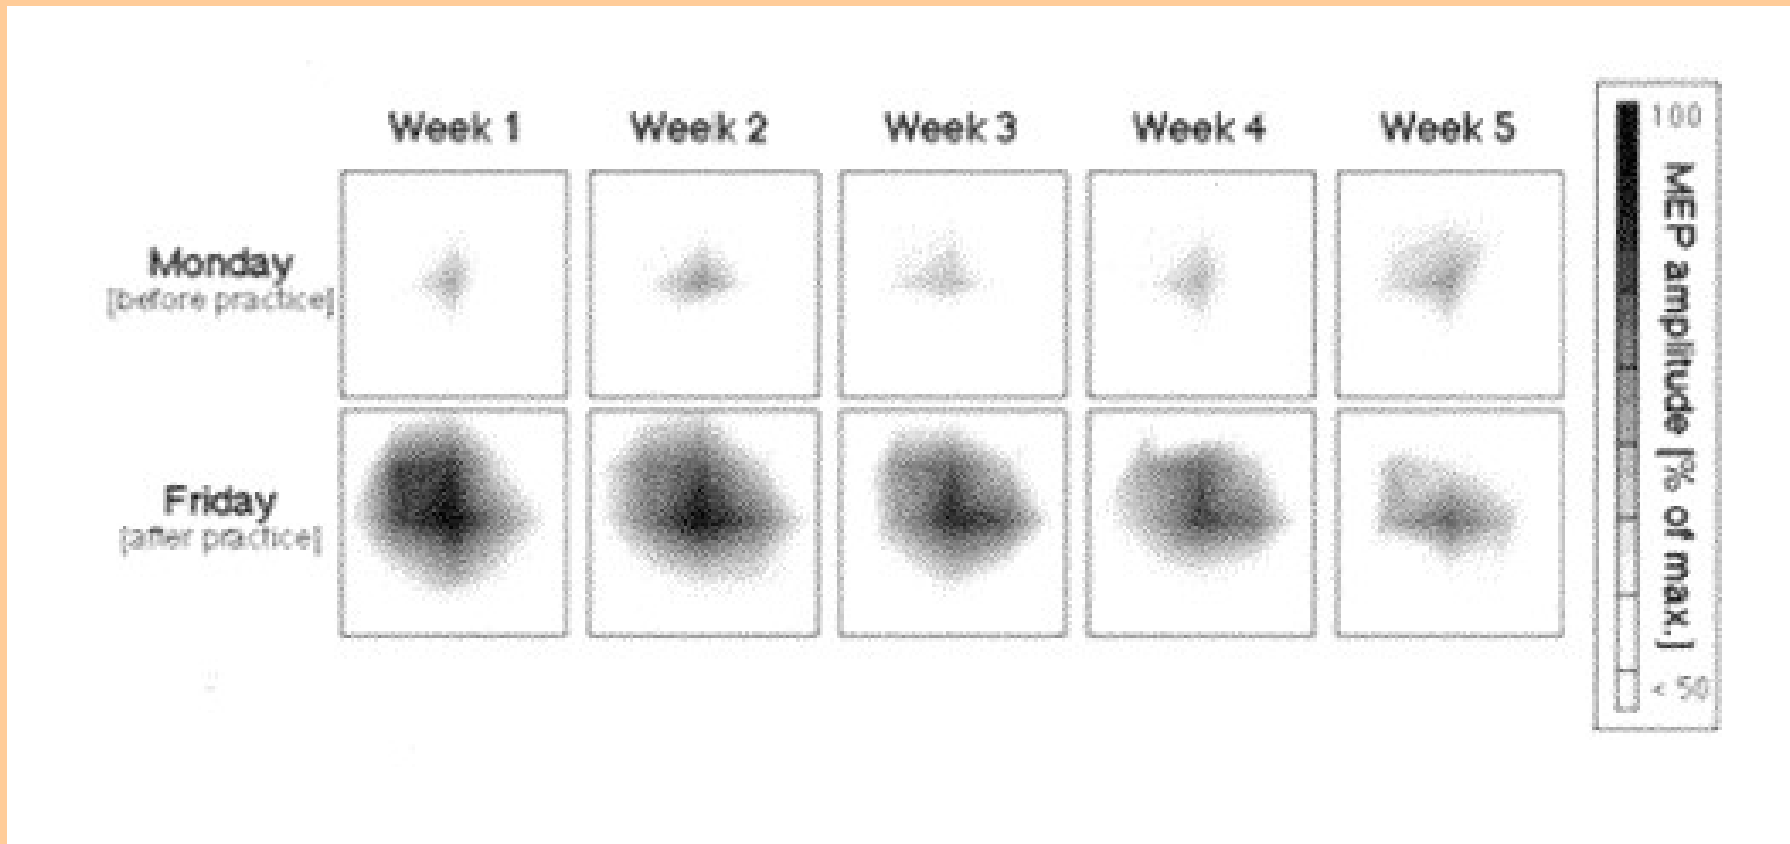 Week 1 Week 2 Week 3 Week 4 Week 5
Monday
[before practice]
Friday
[after practice]
100
MEP amplitude [% of max.]
< 50